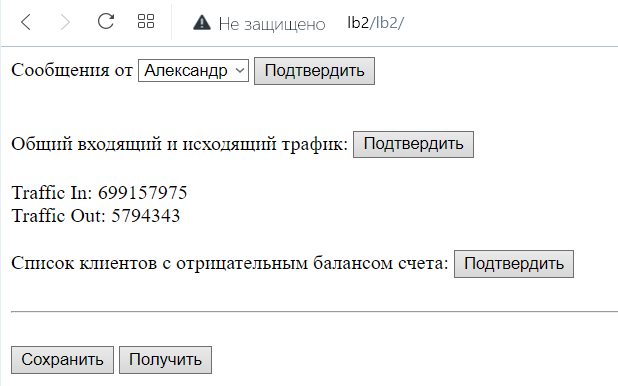 Не защищено lb2/lb2/
Сообщения от Александр Подтвердить
Общий входящий и исходящий трафик: Подтвердить
Traffic In: 699157975
Traffic Out: 5794343
Список клиентов с отрицательным балансом счета: Подтвердить
Сохранить Получить